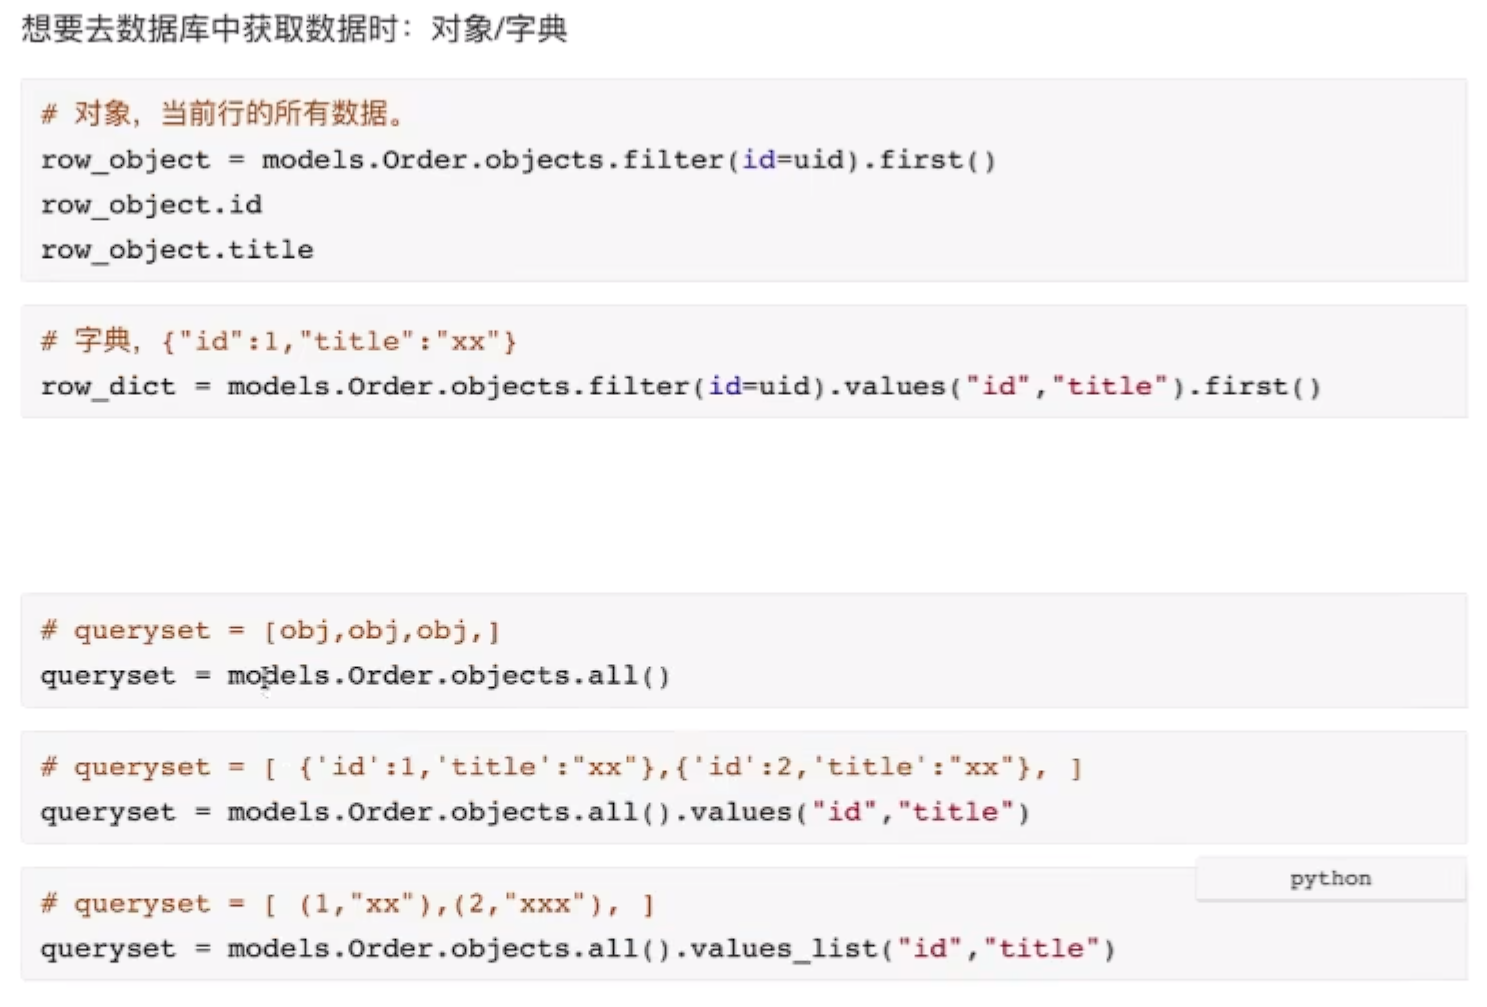 想要去数据库中获取数据时：对象/字典
# 对象，当前行的所有数据。
row_object = models.Order.objects.filter(id=uid).first()
row_object.id
row_object.title
# 字典，{"id":1,"title":"xx"}
row_dict = models.Order.objects.filter(id=uid).values("id","title").first()
# queryset = [obj,obj,obj,]
queryset = models.Order.objects.all()
# queryset = [ {'id':1,'title':"xx"},{'id':2,'title':"xx"}, ]
queryset = models.Order.objects.all().values("id","title")
python
# queryset = [ (1,"xx"),(2,"xxx"), ]
queryset = models.Order.objects.all().values_list("id","title")